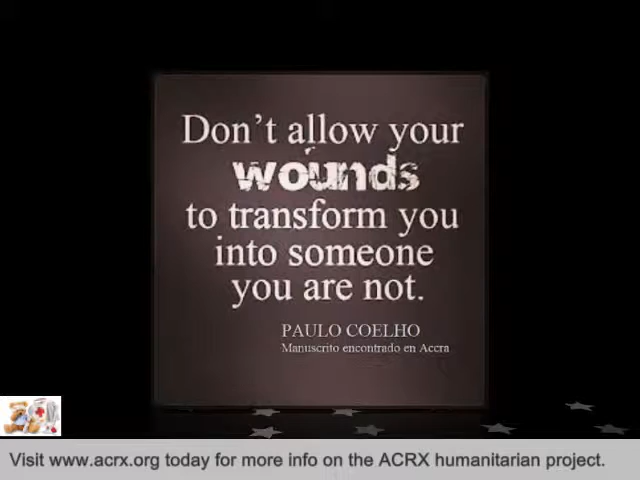 Don't allow your
wounds
to transform you
into someone
you are not.
PAULO COELHO
Manuscrito encontrado en Accra
Visit www.acrx.org today for more info on the ACRX humanitarian project.